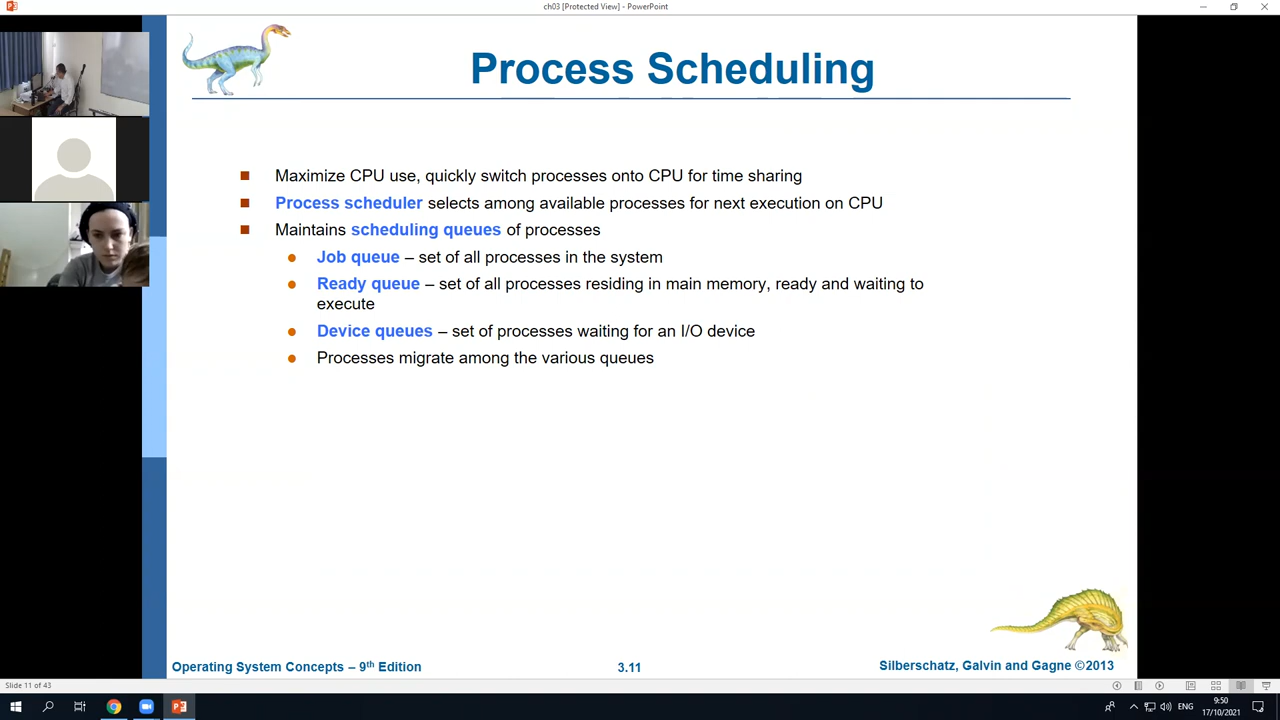 ch03 [Protected View] - PowerPoint
Process Scheduling
Maximize CPU use, quickly switch processes onto CPU for time sharing
Process scheduler selects among available processes for next execution on CPU
Maintains scheduling queues of processes
Job queue – set of all processes in the system
Ready queue – set of all processes residing in main memory, ready and waiting to
execute
Device queues – set of processes waiting for an I/O device
Processes migrate among the various queues
Operating System Concepts – 9th Edition
3.11
Silberschatz, Galvin and Gagne ©2013
Slide 11 of 43
ENG
9:50
17/10/2021